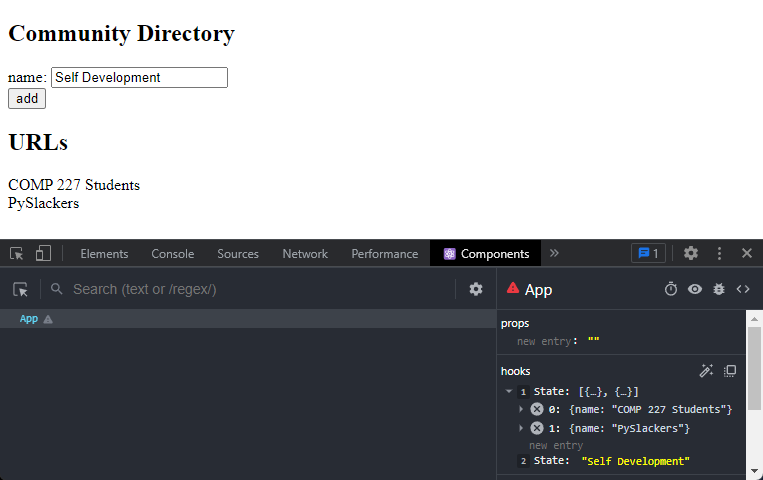 Community Directory
name: Self Development
add
URLs
COMP 227 Students
PySlackers
Elements Console Sources Network Performance Components » 1
Search (text or /regex/)
App
App
props
new entry: ""
hooks
1 State: [{…}, {…}]
0: {name: "COMP 227 Students"}
1: {name: "PySlackers"}
new entry
2 State: "Self Development"